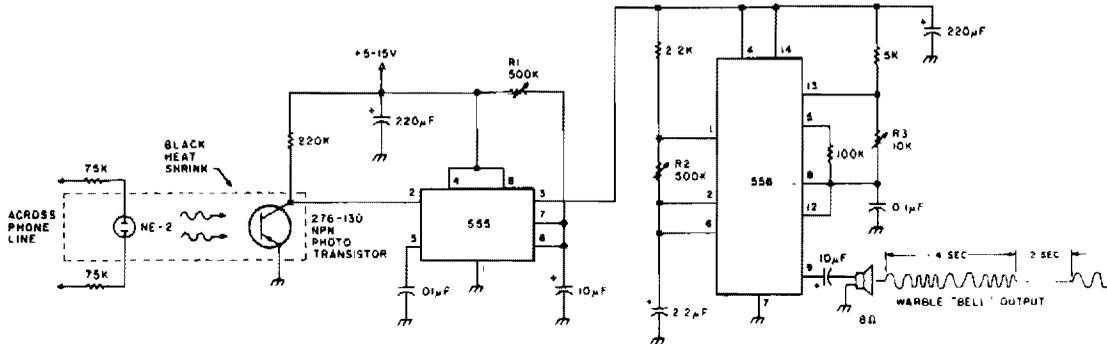 +5-15V
R1
500K
220µF
220K
BLACK
HEAT
SHRINK
75K
ACROSS
PHONE
LINE
NE-2
75K
276-130
NPN
PHOTO
TRANSISTOR
2
4
8
3
7
6
5
1
555
.01µF
10µF
2.2K
R2
500K
2.2µF
4
14
1
2
6
556
13
5
8
12
9
7
5K
R3
10K
100K
0.1µF
220µF
10µF
8Ω
4 SEC
2 SEC
WARBLE "BELL" OUTPUT